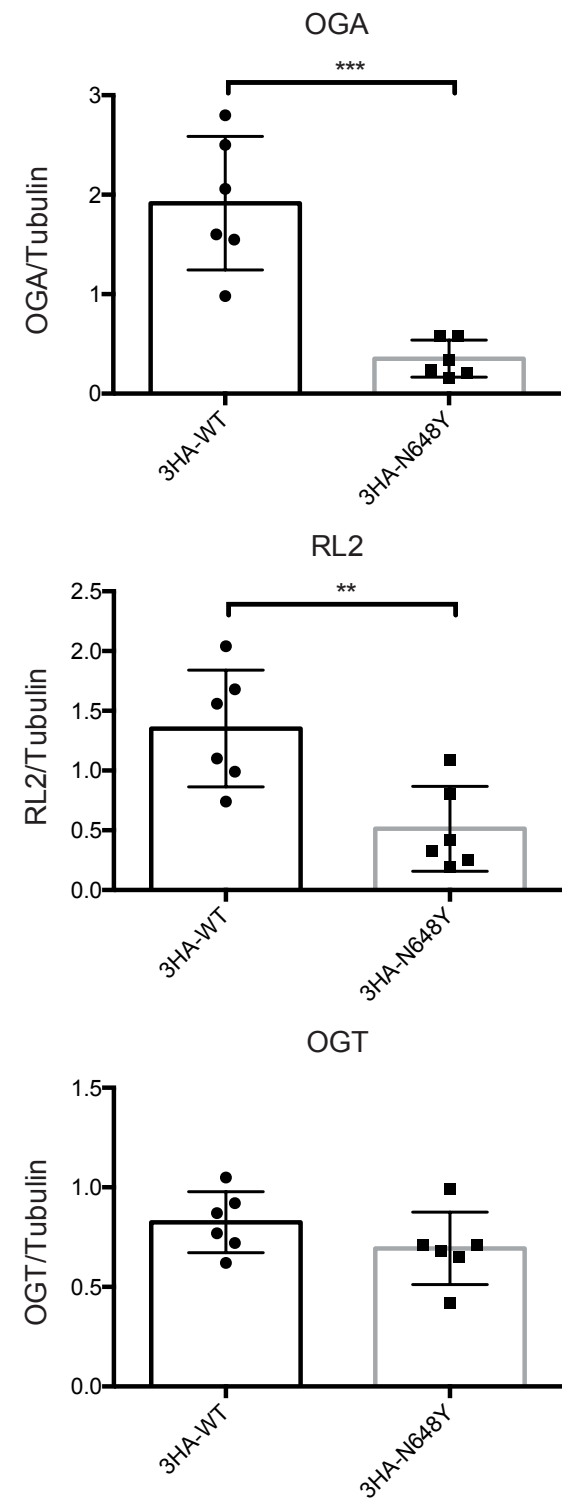 OGA
***
3
2
1
0
OGA/Tubulin
3HA-WT
3HA-N648Y
RL2
**
2.5
2.0
1.5
1.0
0.5
0.0
RL2/Tubulin
3HA-WT
3HA-N648Y
OGT
1.5
1.0
0.5
0.0
OGT/Tubulin
3HA-WT
3HA-N648Y